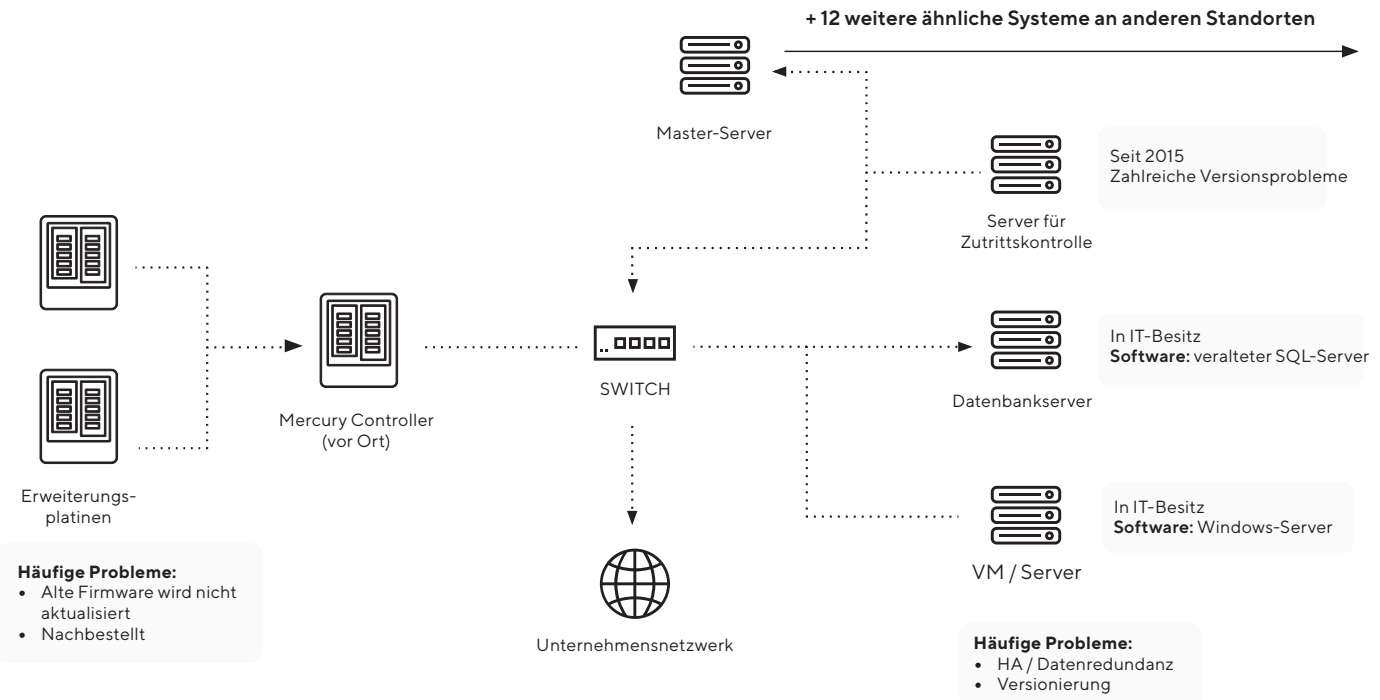 + 12 weitere ähnliche Systeme an anderen Standorten
Master-Server
Seit 2015
Zahlreiche Versionsprobleme
Server für
Zutrittskontrolle
In IT-Besitz
Software: veralteter SQL-Server
Datenbankserver
SWITCH
Mercury Controller
(vor Ort)
Erweiterungs-
platinen
In IT-Besitz
Software: Windows-Server
VM / Server
Häufige Probleme:
• Alte Firmware wird nicht
aktualisiert
• Nachbestellt
Unternehmensnetzwerk
Häufige Probleme:
• HA / Datenredundanz
• Versionierung